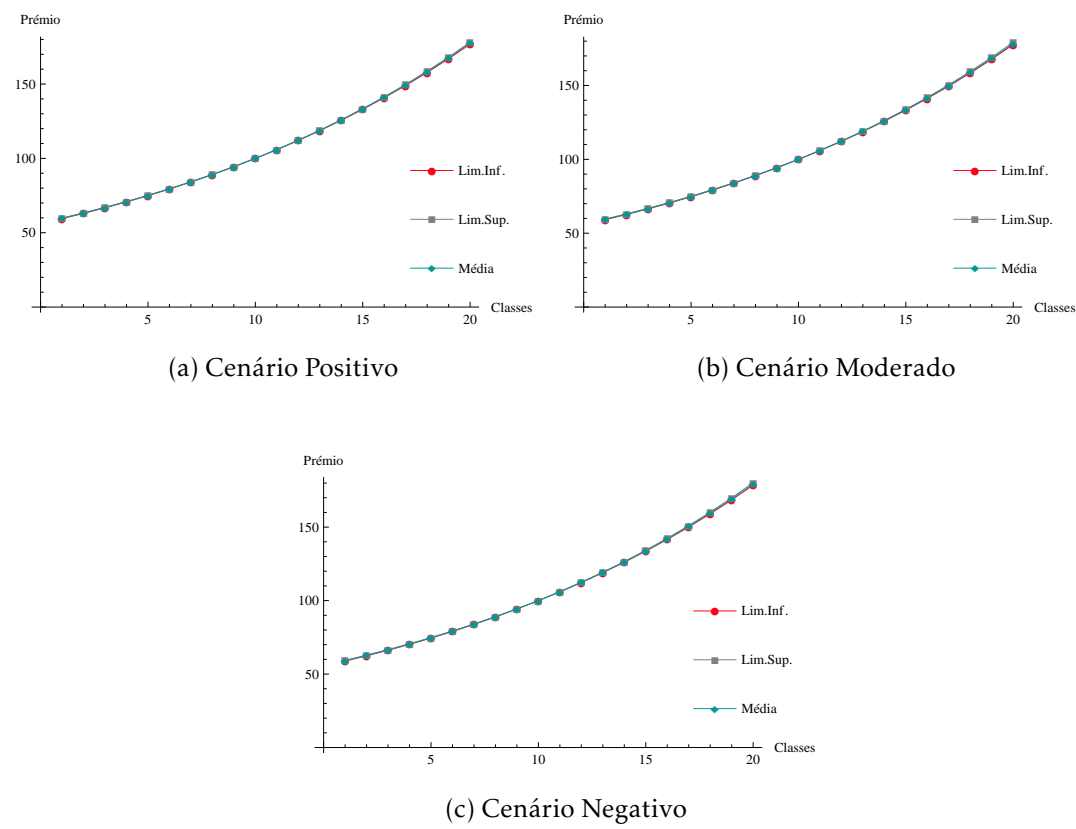 Prémio
150
100
50
Lim.Inf.
Lim.Sup.
Média
5 10 15 20
Classes
(a) Cenário Positivo
Prémio
150
100
50
Lim.Inf.
Lim.Sup.
Média
5 10 15 20
Classes
(b) Cenário Moderado
Prémio
150
100
50
Lim.Inf.
Lim.Sup.
Média
5 10 15 20
Classes
(c) Cenário Negativo